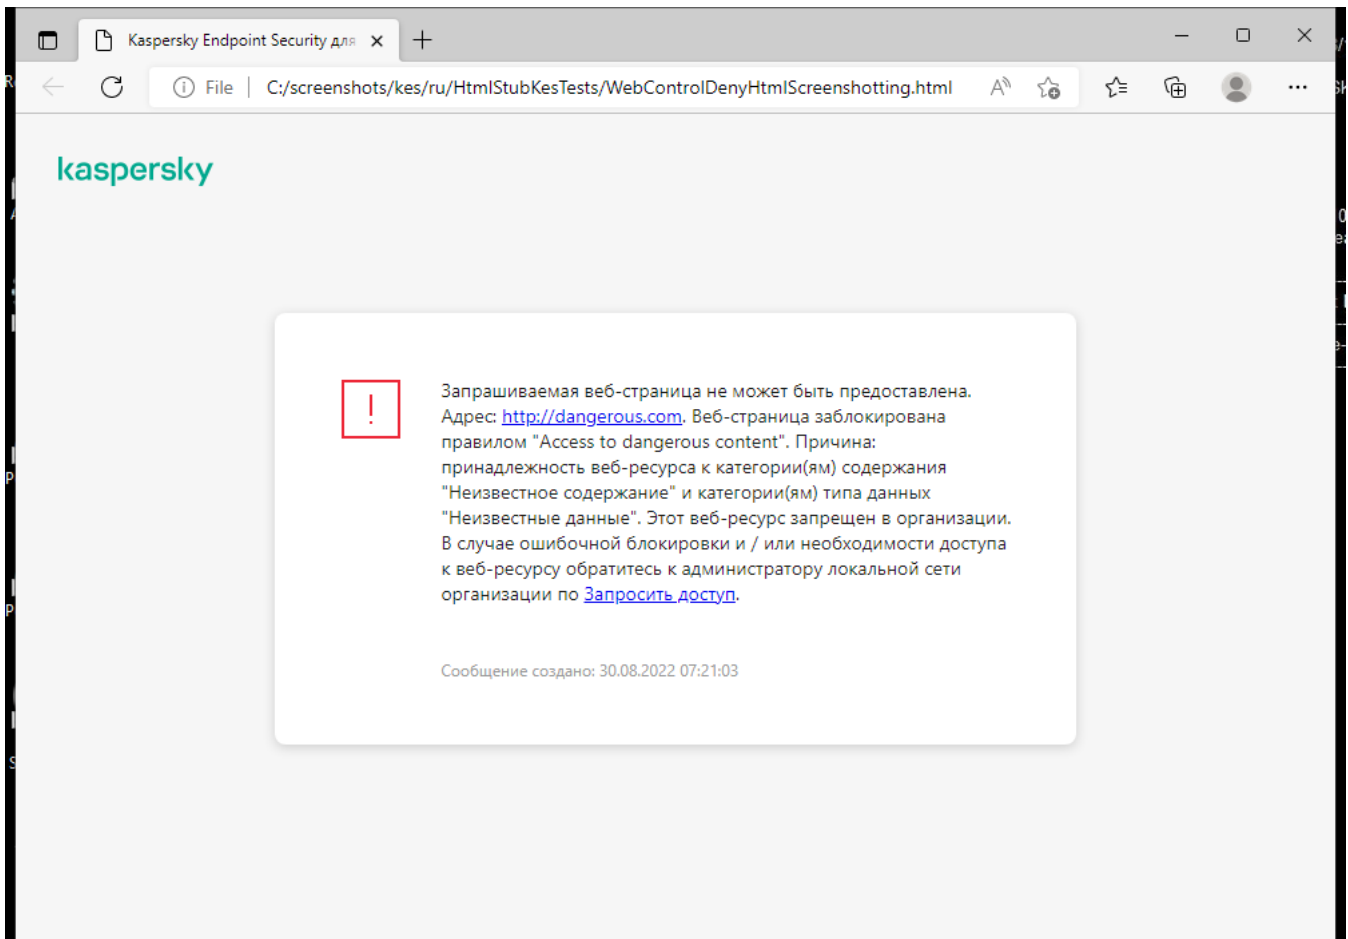 Kaspersky Endpoint Security для
File
C:/screenshots/kes/ru/HtmlStubKesTests/WebControlDenyHtmlScreenshotting.html
kaspersky
Запрашиваемая веб-страница не может быть предоставлена.
Адрес: http://dangerous.com. Веб-страница заблокирована
правилом "Access to dangerous content". Причина:
принадлежность веб-ресурса к категории(ям) содержания
"Неизвестное содержание" и категории(ям) типа данных
"Неизвестные данные". Этот веб-ресурс запрещен в организации.
В случае ошибочной блокировки и / или необходимости доступа
к веб-ресурсу обратитесь к администратору локальной сети
организации по Запросить доступ.
Сообщение создано: 30.08.2022 07:21:03